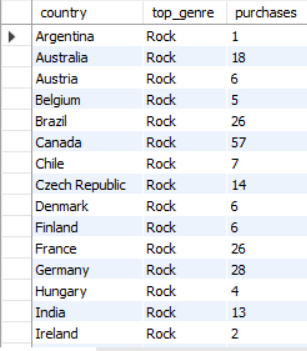 country top_genre purchases
Argentina Rock 1
Australia Rock 18
Austria Rock 6
Belgium Rock 5
Brazil Rock 26
Canada Rock 57
Chile Rock 7
Czech Republic Rock 14
Denmark Rock 6
Finland Rock 6
France Rock 26
Germany Rock 28
Hungary Rock 4
India Rock 13
Ireland Rock 2